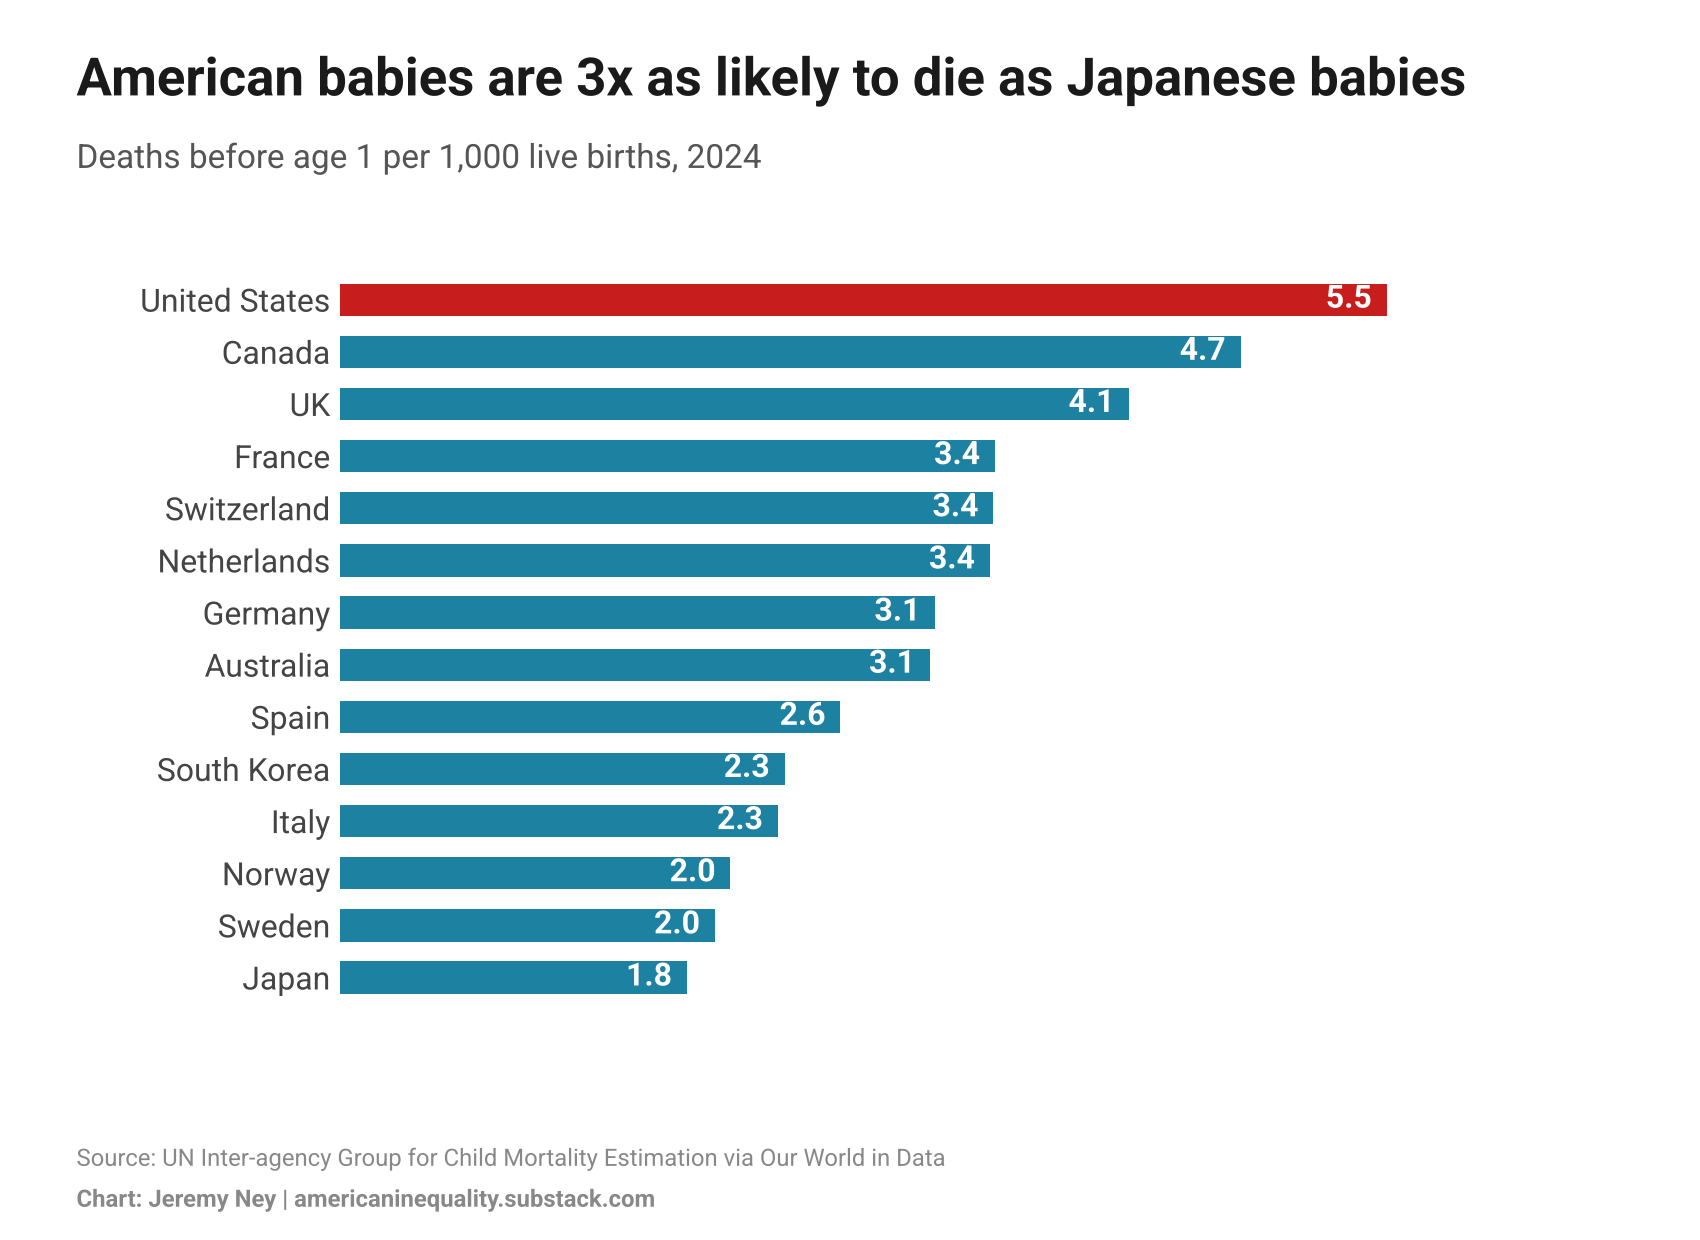 American babies are 3x as likely to die as Japanese babies
Deaths before age 1 per 1,000 live births, 2024
United States 5.5
Canada 4.7
UK 4.1
France 3.4
Switzerland 3.4
Netherlands 3.4
Germany 3.1
Australia 3.1
Spain 2.6
South Korea 2.3
Italy 2.3
Norway 2.0
Sweden 2.0
Japan 1.8
Source: UN Inter-agency Group for Child Mortality Estimation via Our World in Data
Chart: Jeremy Ney | americaninequality.substack.com